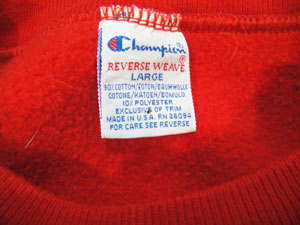 Champion
REVERSE WEAVE®
LARGE
90% COTTON/COTON/BAUMWOLLE
COTONE/KATOEN/BOMULD
10% POLYESTER
EXCLUSIVE OF TRIM
MADE IN U.S.A. RN 26094
FOR CARE SEE REVERSE